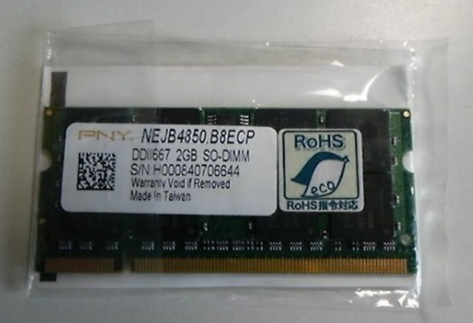 PNY NEJB4850.B8ECP
DDII667 2GB SO-DIMM
S/N:H000840706644
Warranty Void if Removed
Made in Taiwan
RoHS
eco
RoHS指令対応